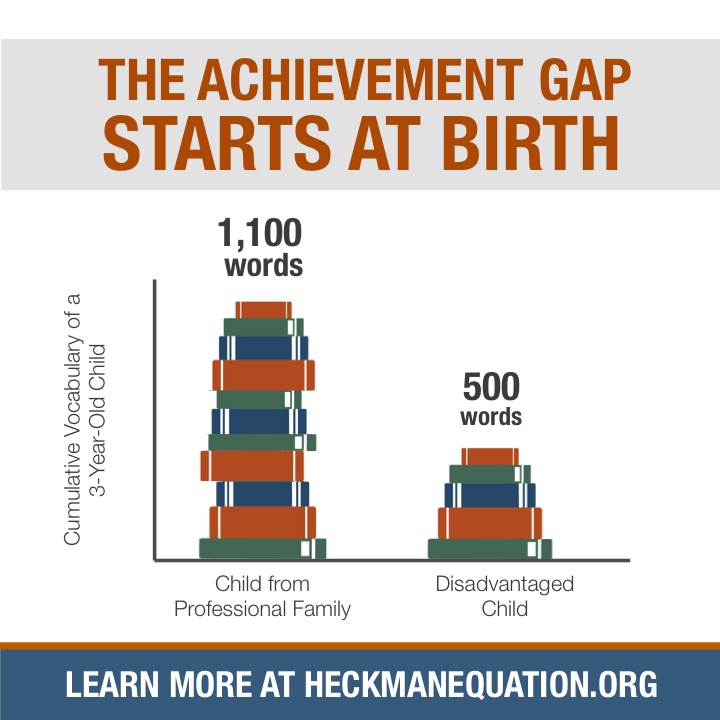 THE ACHIEVEMENT GAP
STARTS AT BIRTH
1,100
words
500
words
Cumulative Vocabulary of a
3-Year-Old Child
Child from
Professional Family
Disadvantaged
Child
LEARN MORE AT HECKMANEQUATION.ORG